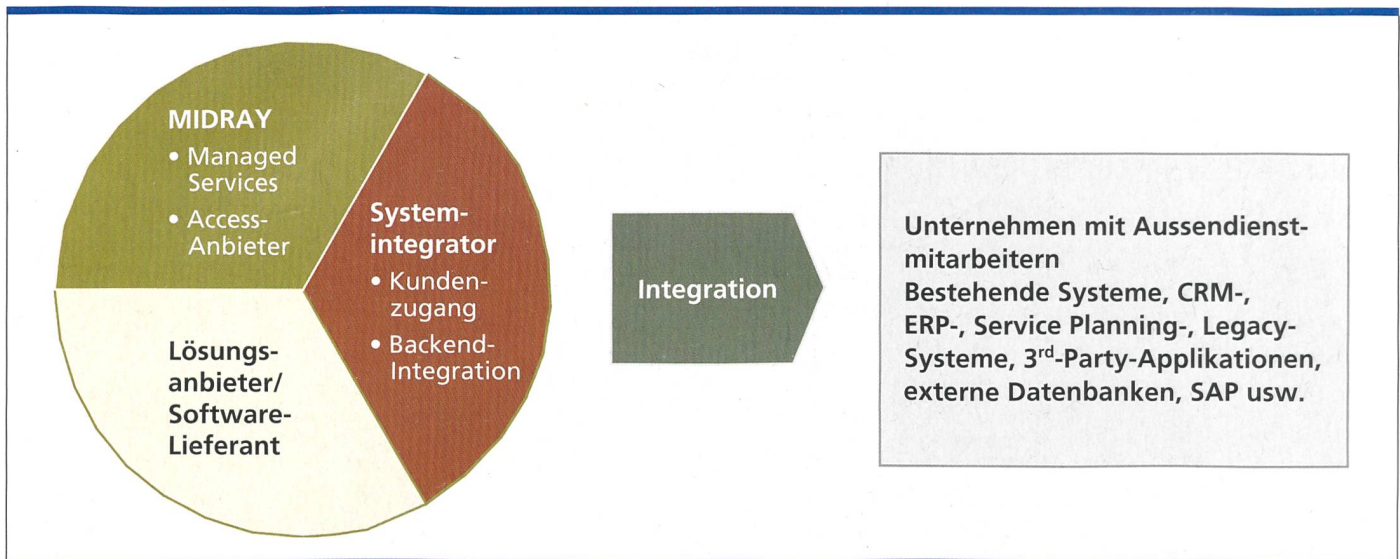 MIDRAY
• Managed
Services
• Access-
Anbieter
System-
integrator
• Kunden-
zugang
• Backend-
Integration
Lösungs-
anbieter/
Software-
Lieferant
Integration
Unternehmen mit Aussendienst-
mitarbeitern
Bestehende Systeme, CRM-,
ERP-, Service Planning-, Legacy-
Systeme, 3rd-Party-Applikationen,
externe Datenbanken, SAP usw.